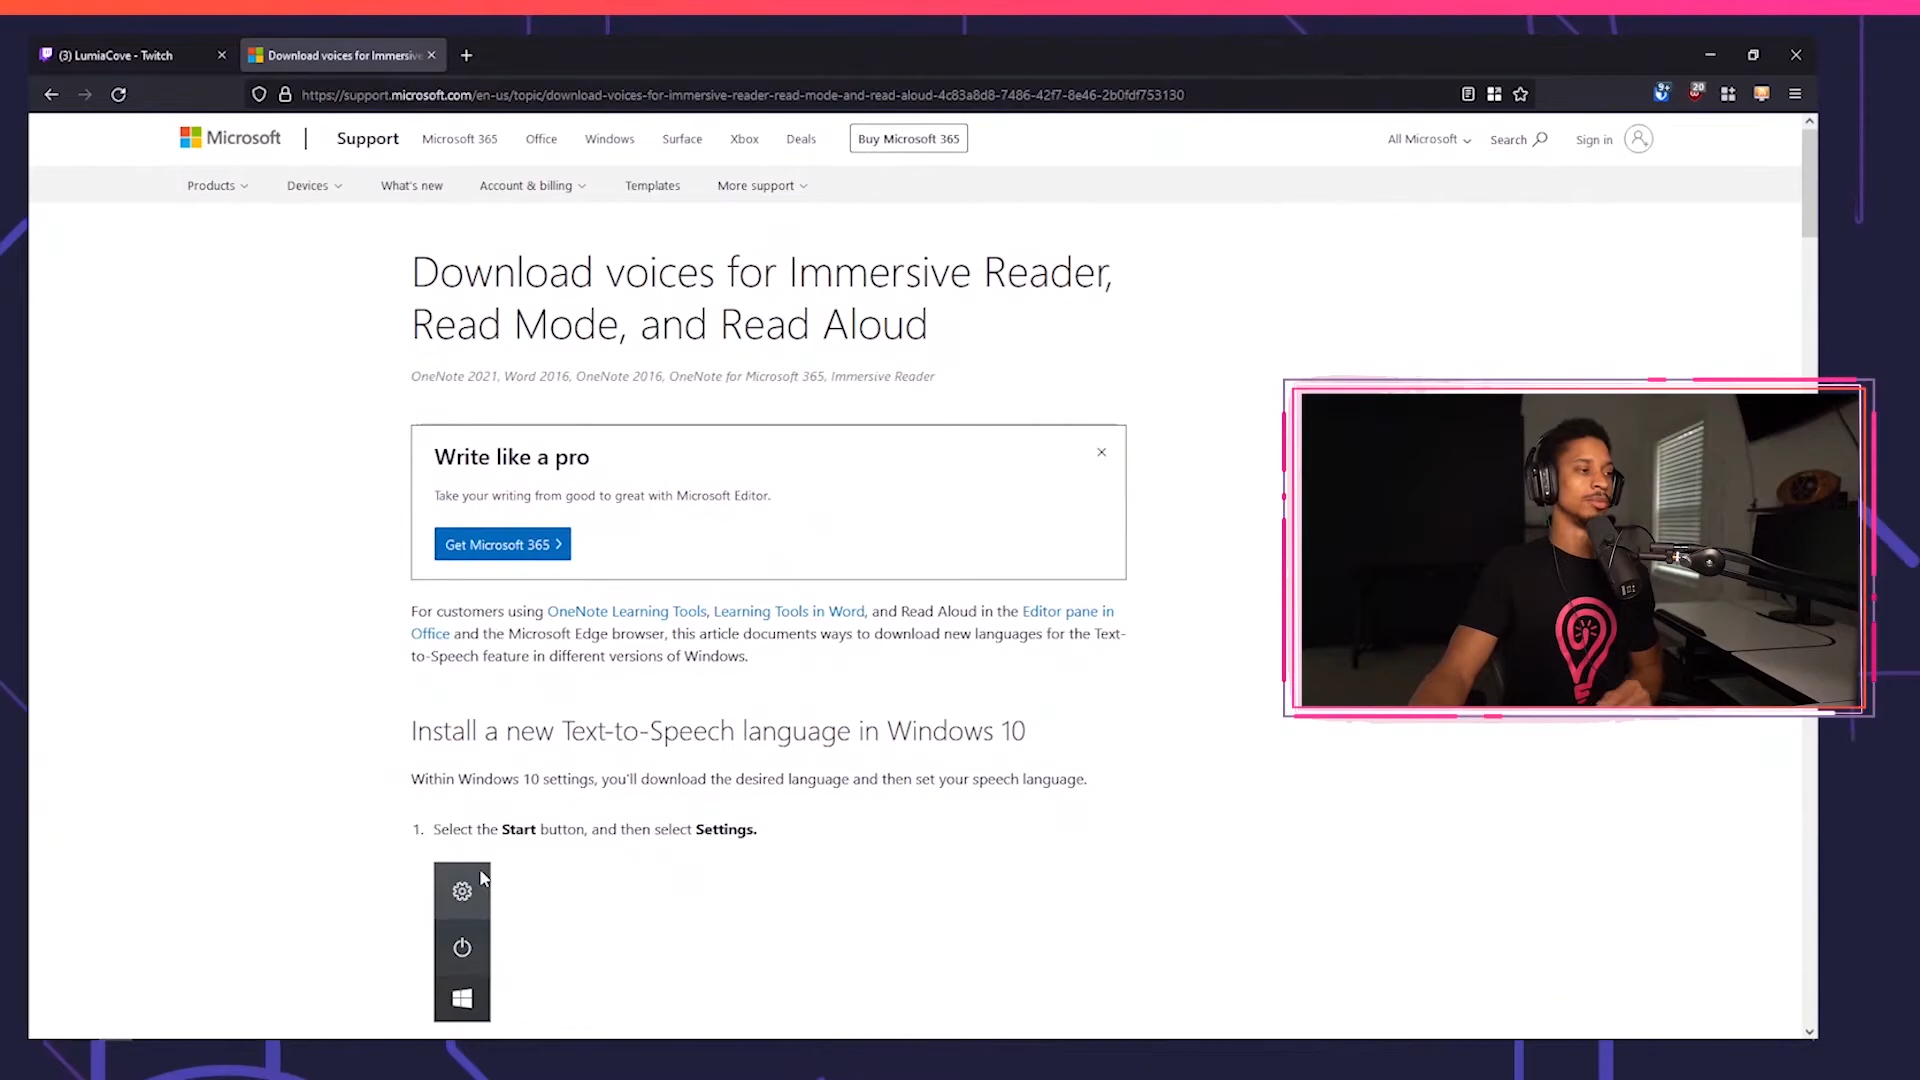 (3) LumiaCove - Twitch
Download voices for Immersive
https://support.microsoft.com/en-us/topic/download-voices-for-immersive-reader-read-mode-and-read-aloud-4c83a8d8-7486-42f7-8e46-2b0fdf753130
9+
20
Microsoft
Support
Microsoft 365
Office
Windows
Surface
Xbox
Deals
Buy Microsoft 365
All Microsoft
Search
Sign in
Products
Devices
What's new
Account & billing
Templates
More support
Download voices for Immersive Reader,
Read Mode, and Read Aloud
OneNote 2021, Word 2016, OneNote 2016, OneNote for Microsoft 365, Immersive Reader
Write like a pro
Take your writing from good to great with Microsoft Editor.
Get Microsoft 365 >
For customers using OneNote Learning Tools, Learning Tools in Word, and Read Aloud in the Editor pane in
Office and the Microsoft Edge browser, this article documents ways to download new languages for the Text-
to-Speech feature in different versions of Windows.
Install a new Text-to-Speech language in Windows 10
Within Windows 10 settings, you'll download the desired language and then set your speech language.
1. Select the Start button, and then select Settings.